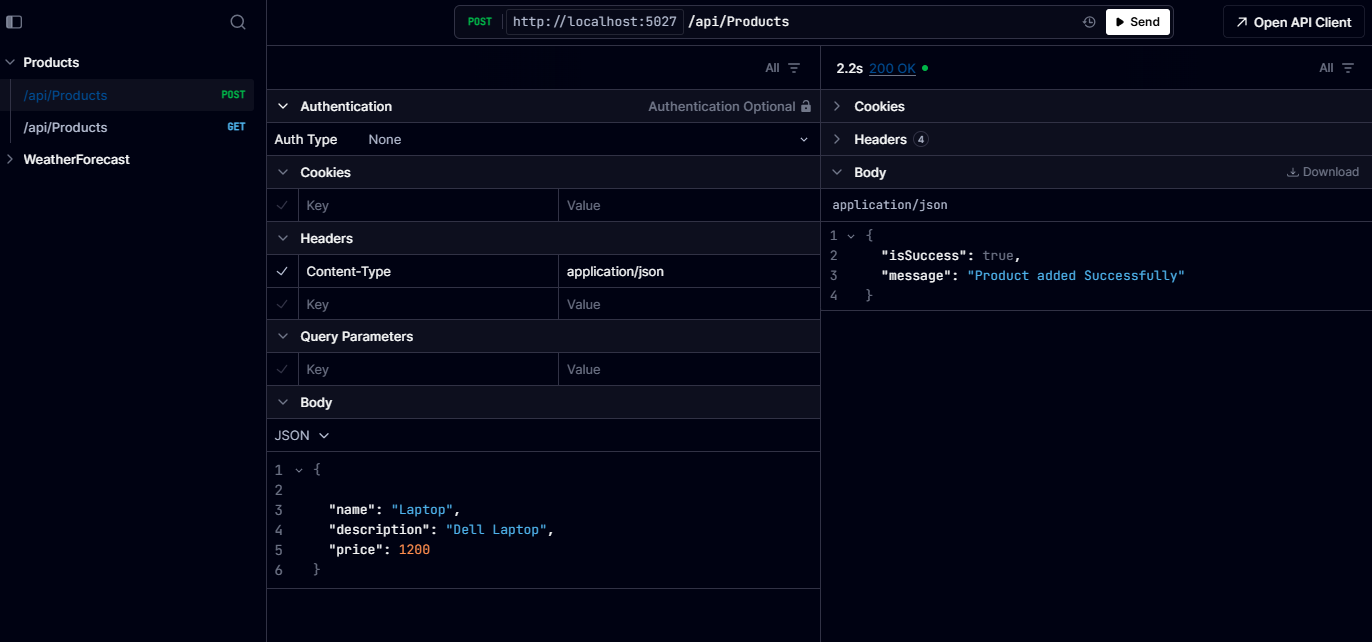 POST http://localhost:5027 /api/Products Send Open API Client
Products
/api/Products POST
/api/Products GET
WeatherForecast
All
Authentication Authentication Optional
Auth Type None
Cookies
Key Value
Headers
Content-Type application/json
Key Value
Query Parameters
Key Value
Body
JSON
1 {
2
3 "name": "Laptop",
4 "description": "Dell Laptop",
5 "price": 1200
6 }
2.2s 200 OK All
Cookies
Headers 4
Body Download
application/json
1 {
2 "isSuccess": true,
3 "message": "Product added Successfully"
4 }